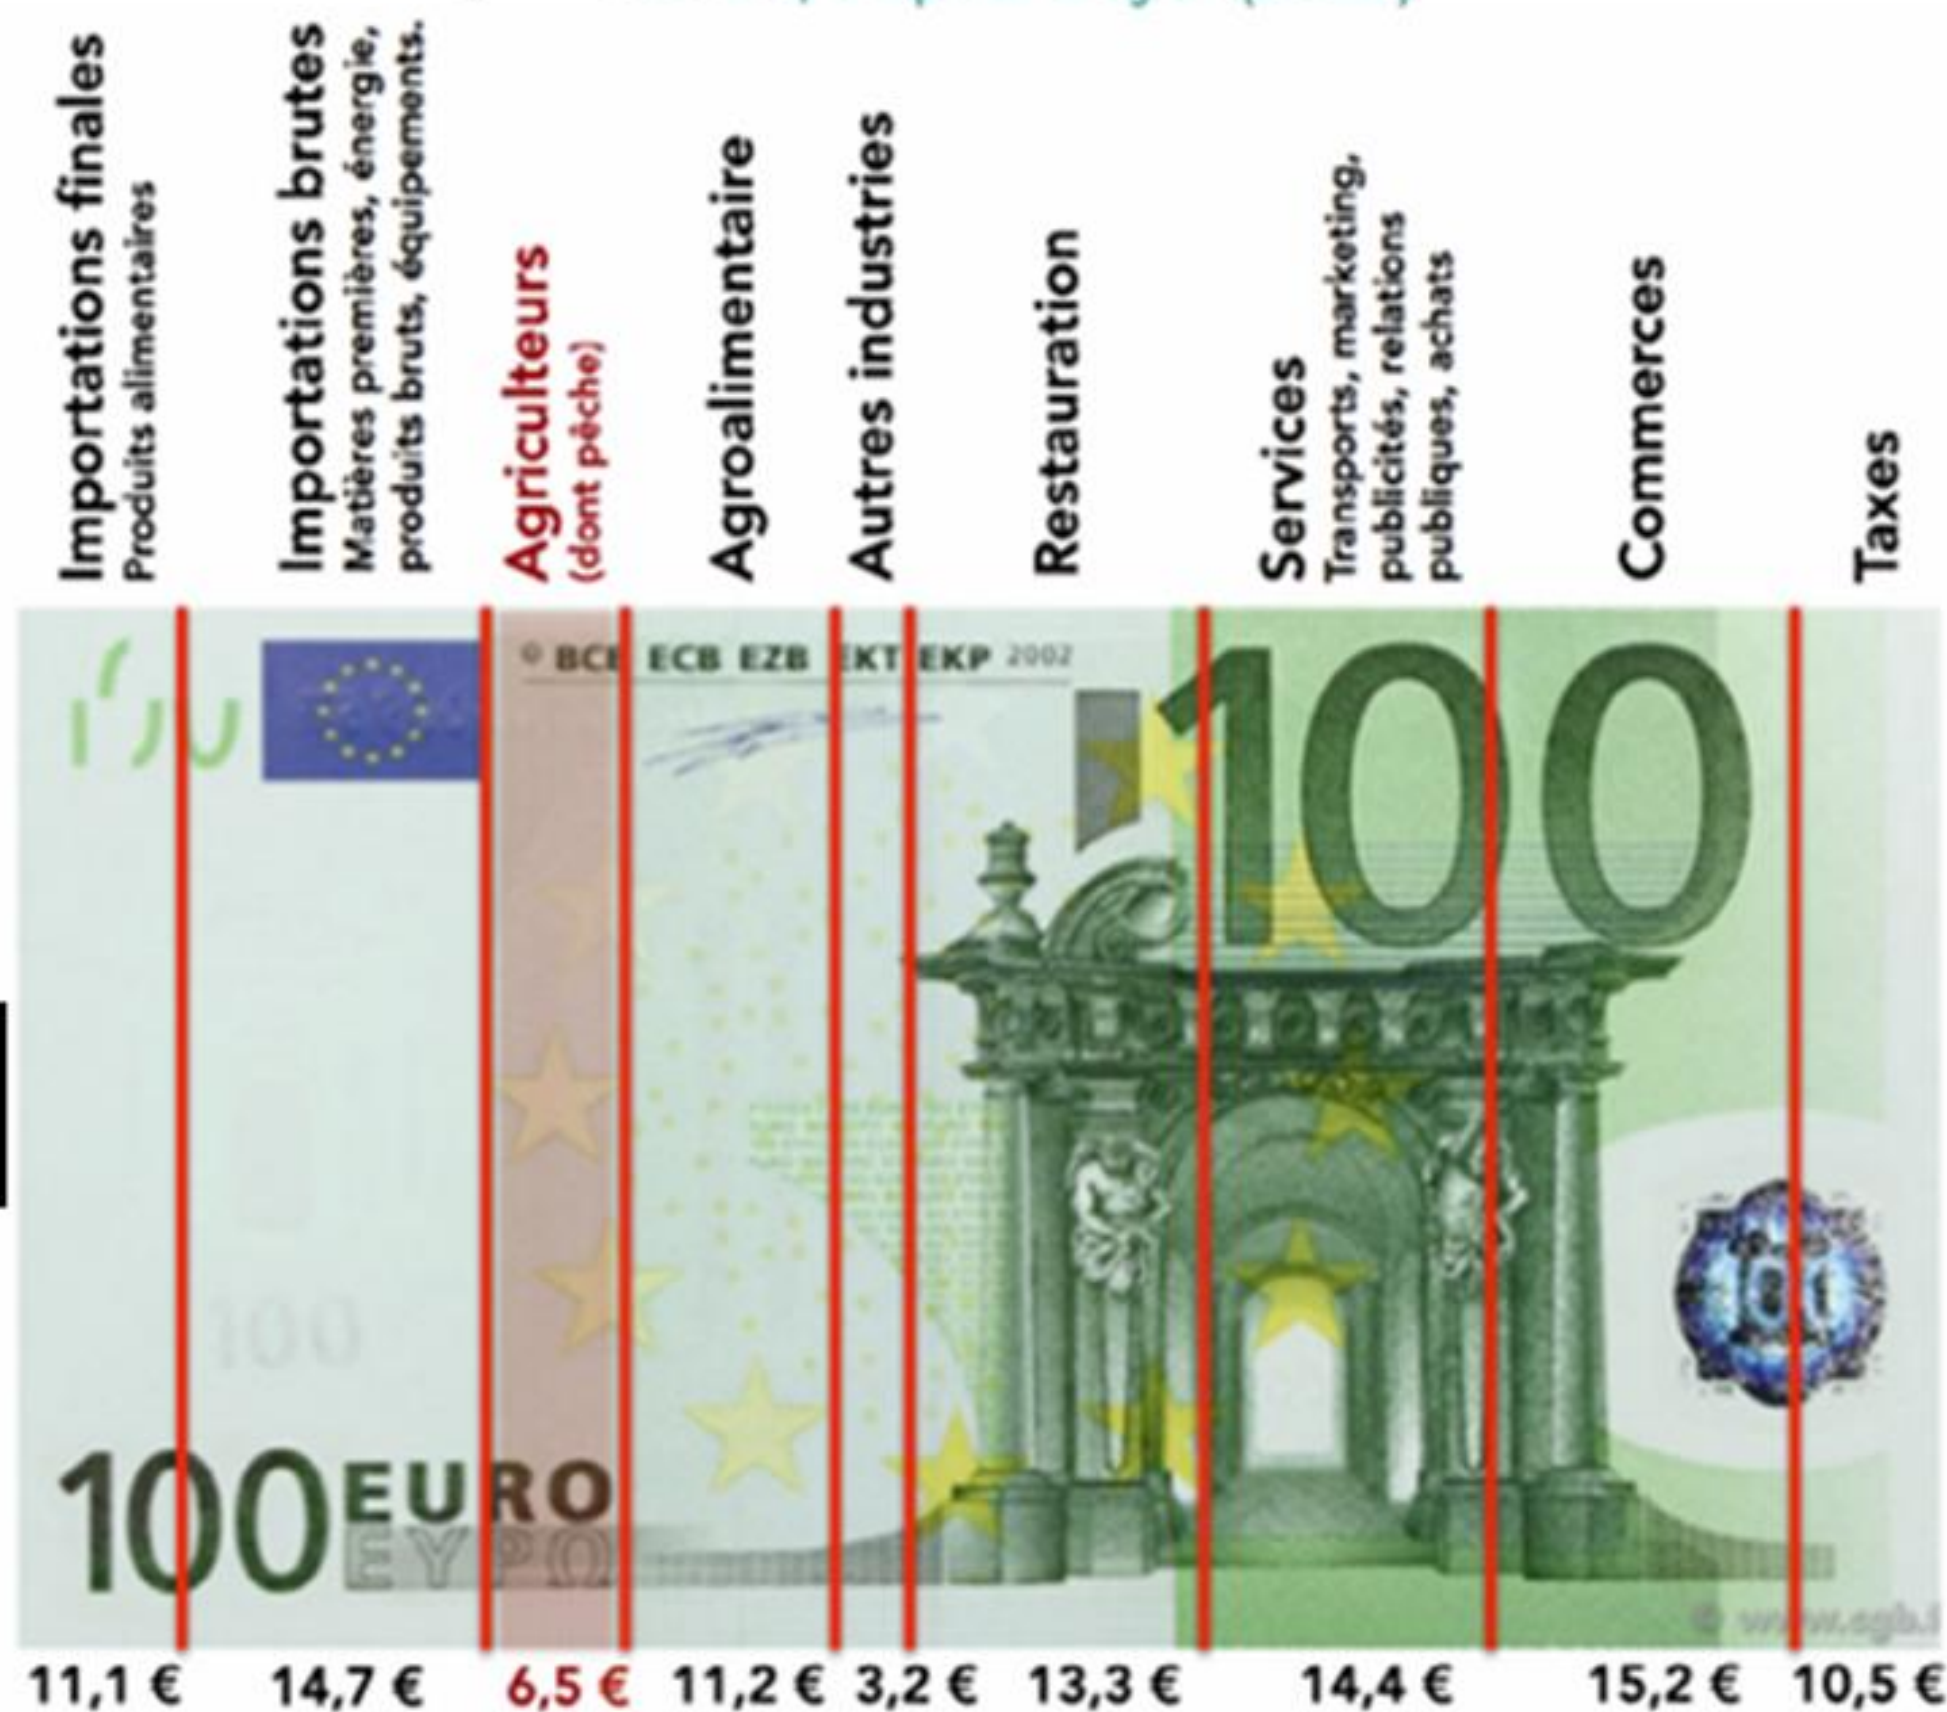 Importations finales
Produits alimentaires
Importations brutes
Matières premières, énergie,
produits bruts, équipements.
Agriculteurs
(dont pêche)
Agroalimentaire
Autres industries
Restauration
Services
Transports, marketing,
publicités, relations
publiques, achats
Commerces
Taxes
© BCE ECB EZB EKT EKP 2002
100
100
100
100 EURO
ΕΥΡΩ
11,1 € 14,7 € 6,5 € 11,2 € 3,2 € 13,3 € 14,4 € 15,2 € 10,5 €